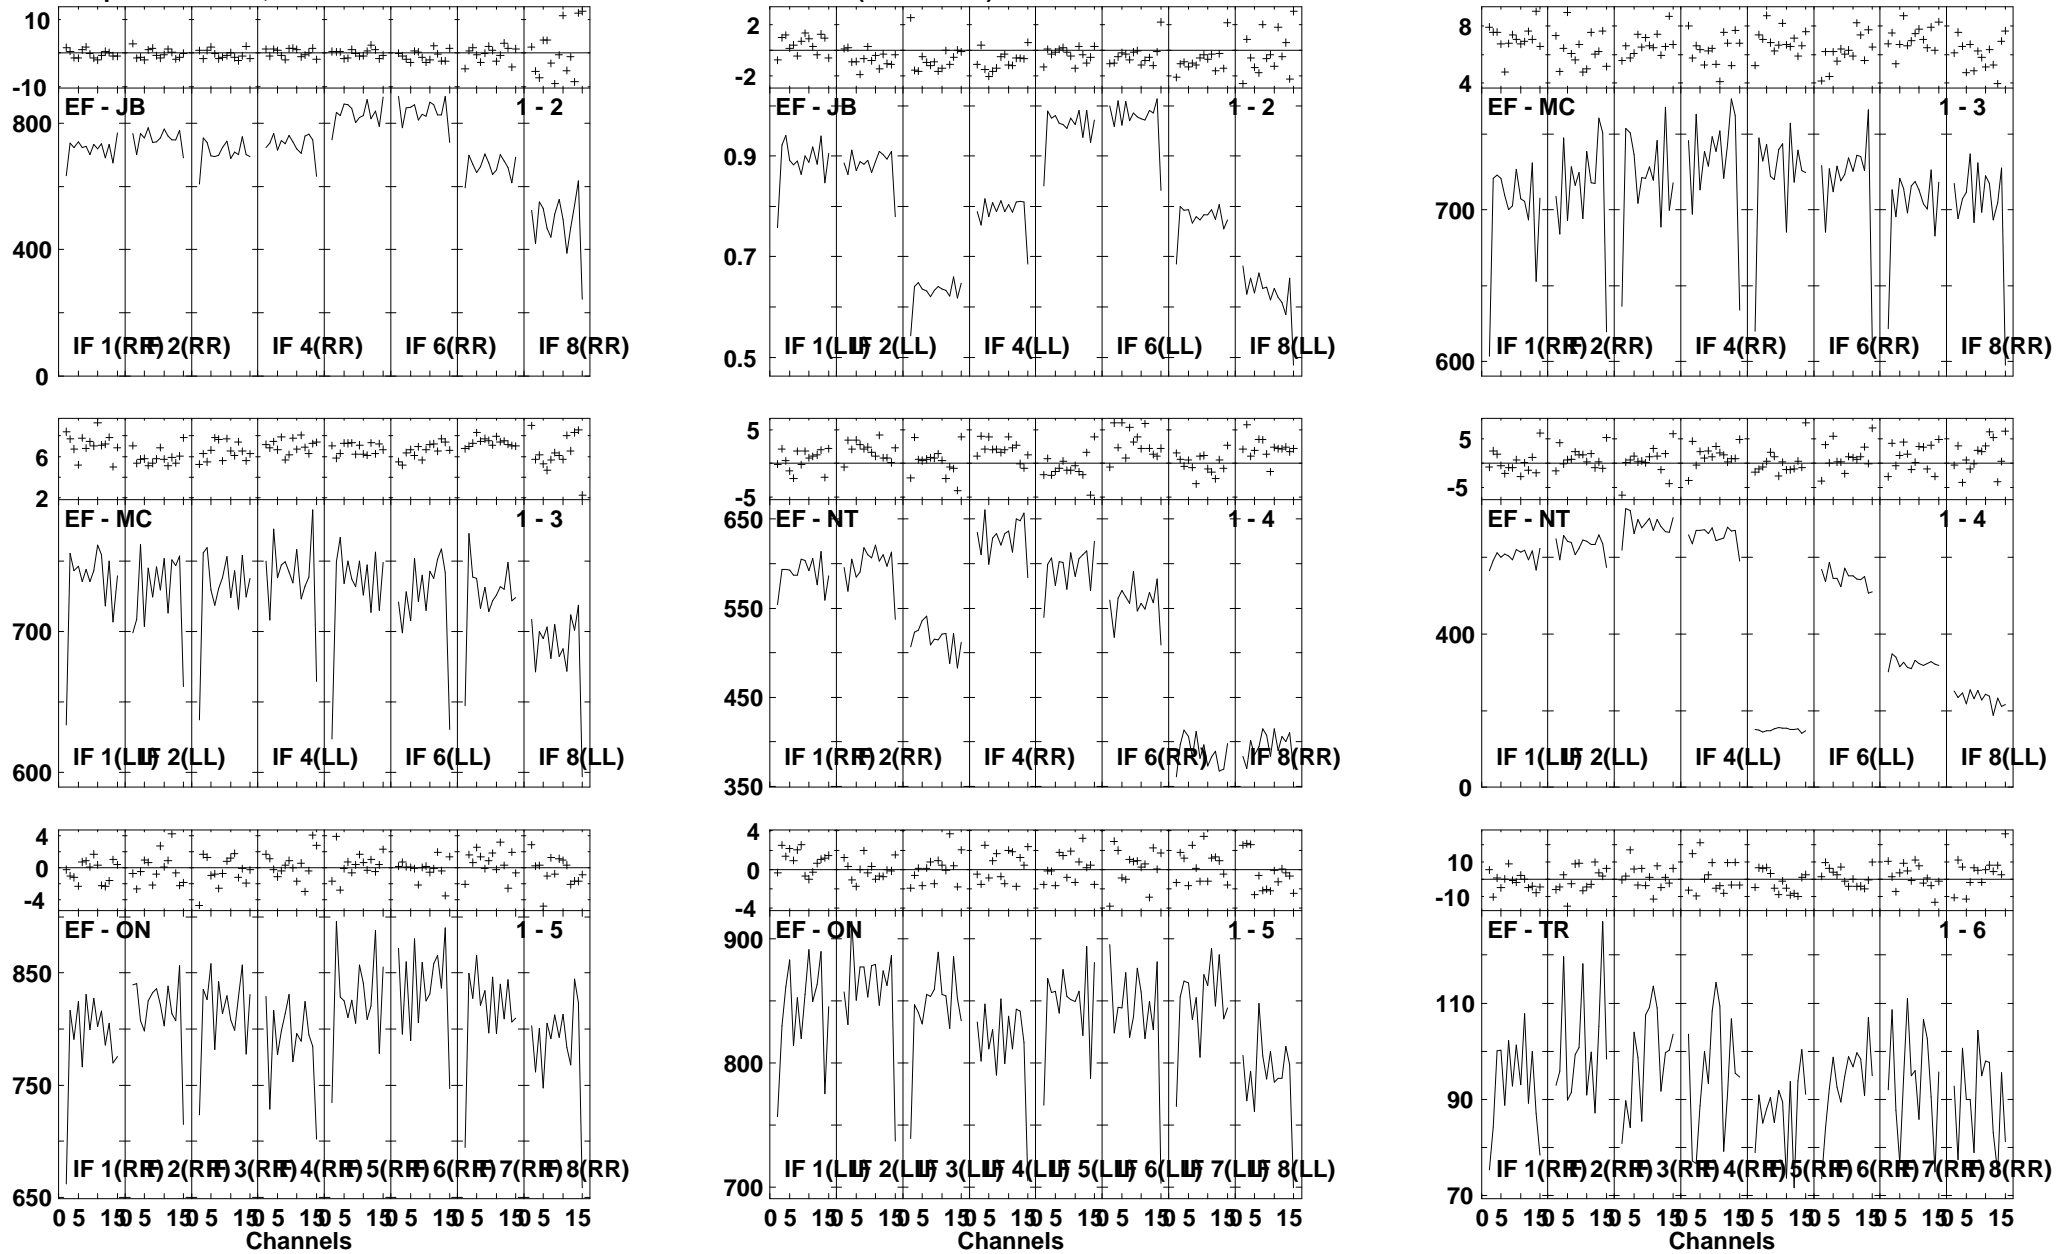 10
-10
EF - JB 1 - 2
800
400
0
IF 1(RR) IF 2(RR) IF 4(RR) IF 6(RR) IF 8(RR)
2
-2
EF - JB 1 - 2
0.9
0.7
0.5
IF 1(LL) IF 2(LL) IF 4(LL) IF 6(LL) IF 8(LL)
8
4
EF - MC 1 - 3
700
600
IF 1(RR) IF 2(RR) IF 4(RR) IF 6(RR) IF 8(RR)
6
2
EF - MC 1 - 3
700
600
IF 1(LL) IF 2(LL) IF 4(LL) IF 6(LL) IF 8(LL)
5
-5
EF - NT 1 - 4
650
550
450
350
IF 1(RR) IF 2(RR) IF 4(RR) IF 6(RR) IF 8(RR)
5
-5
EF - NT 1 - 4
400
0
IF 1(LL) IF 2(LL) IF 4(LL) IF 6(LL) IF 8(LL)
4
0
-4
EF - ON 1 - 5
850
750
650
IF 1(RR) IF 2(RR) IF 3(RR) IF 4(RR) IF 5(RR) IF 6(RR) IF 7(RR) IF 8(RR)
0 5 15 0 5 15 0 5 15 0 5 15 0 5 15 0 5 15 0 5 15 0 5 15
Channels
4
0
-4
EF - ON 1 - 5
900
800
700
IF 1(LL) IF 2(LL) IF 3(LL) IF 4(LL) IF 5(LL) IF 6(LL) IF 7(LL) IF 8(LL)
0 5 15 0 5 15 0 5 15 0 5 15 0 5 15 0 5 15 0 5 15 0 5 15
Channels
10
-10
EF - TR 1 - 6
110
90
70
IF 1(RR) IF 2(RR) IF 3(RR) IF 4(RR) IF 5(RR) IF 6(RR) IF 7(RR) IF 8(RR)
0 5 15 0 5 15 0 5 15 0 5 15 0 5 15 0 5 15 0 5 15 0 5 15
Channels